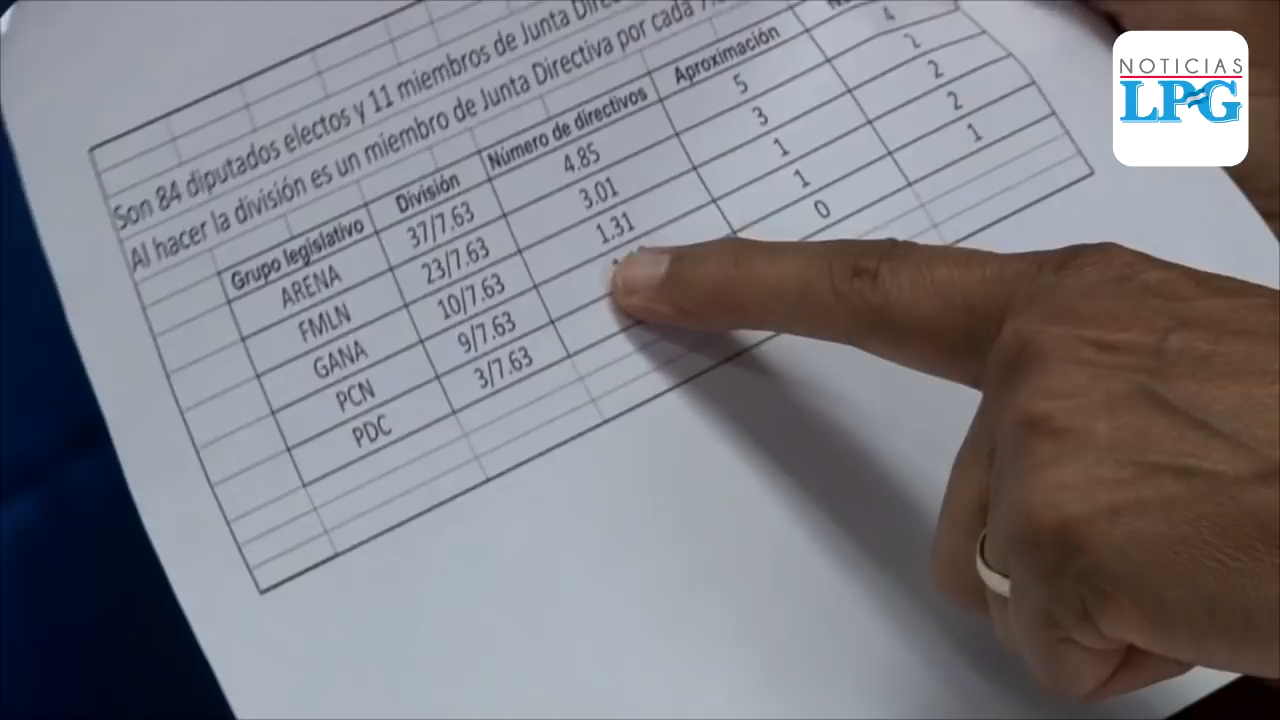 Son 84 diputados electos y 11 miembros de Junta
Al hacer la división es un miembro de Junta Directiva por cada
Grupo legislativo División Número de directivos Aproximación
ARENA 37/7.63 4.85 5 4
FMLN 23/7.63 3.01 3 2
GANA 10/7.63 1.31 1 2
PCN 9/7.63 1 2
PDC 3/7.63 0 1
NOTICIAS
LPG